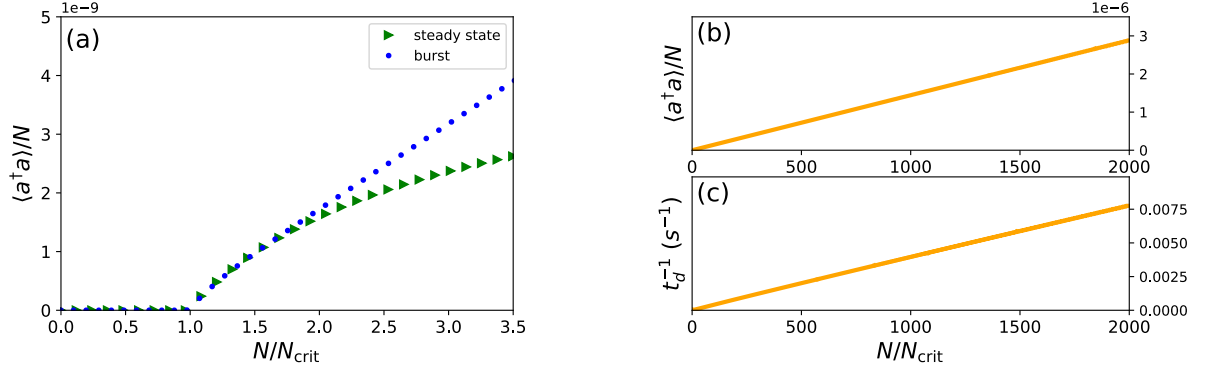 1e−9
(a)
steady state
burst
5
4
3
2
1
0
⟨a†a⟩/N
0.0 0.5 1.0 1.5 2.0 2.5 3.0 3.5
N/Ncrit
1e−6
(b)
⟨a†a⟩/N
3
2
1
0
0 500 1000 1500 2000
(c)
td−1 (s−1)
0.0075
0.0050
0.0025
0.0000
0 500 1000 1500 2000
N/Ncrit